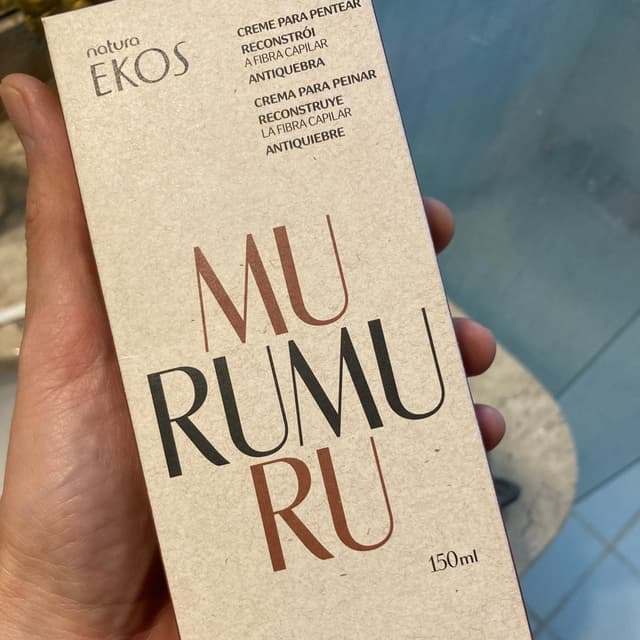 natura
EKOS
CREME PARA PENTEAR
RECONSTRÓI
A FIBRA CAPILAR
ANTIQUEBRA
CREMA PARA PEINAR
RECONSTRUYE
LA FIBRA CAPILAR
ANTIQUIEBRE
MU
RUMU
RU
150ml